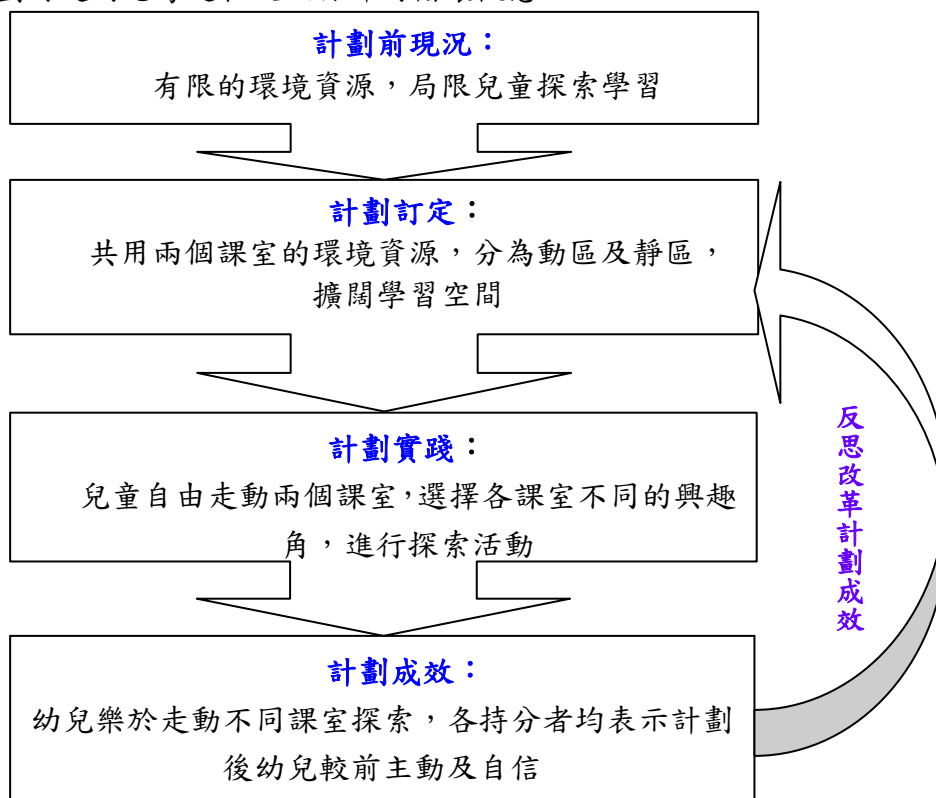 計劃前現況：
有限的環境資源，局限兒童探索學習
計劃訂定：
共用兩個課室的環境資源，分為動區及靜區，
擴闊學習空間
計劃實踐：
兒童自由走動兩個課室，選擇各課室不同的興趣
角，進行探索活動
計劃成效：
幼兒樂於走動不同課室探索，各持分者均表示計劃
後幼兒較前主動及自信
反思改革計劃成效